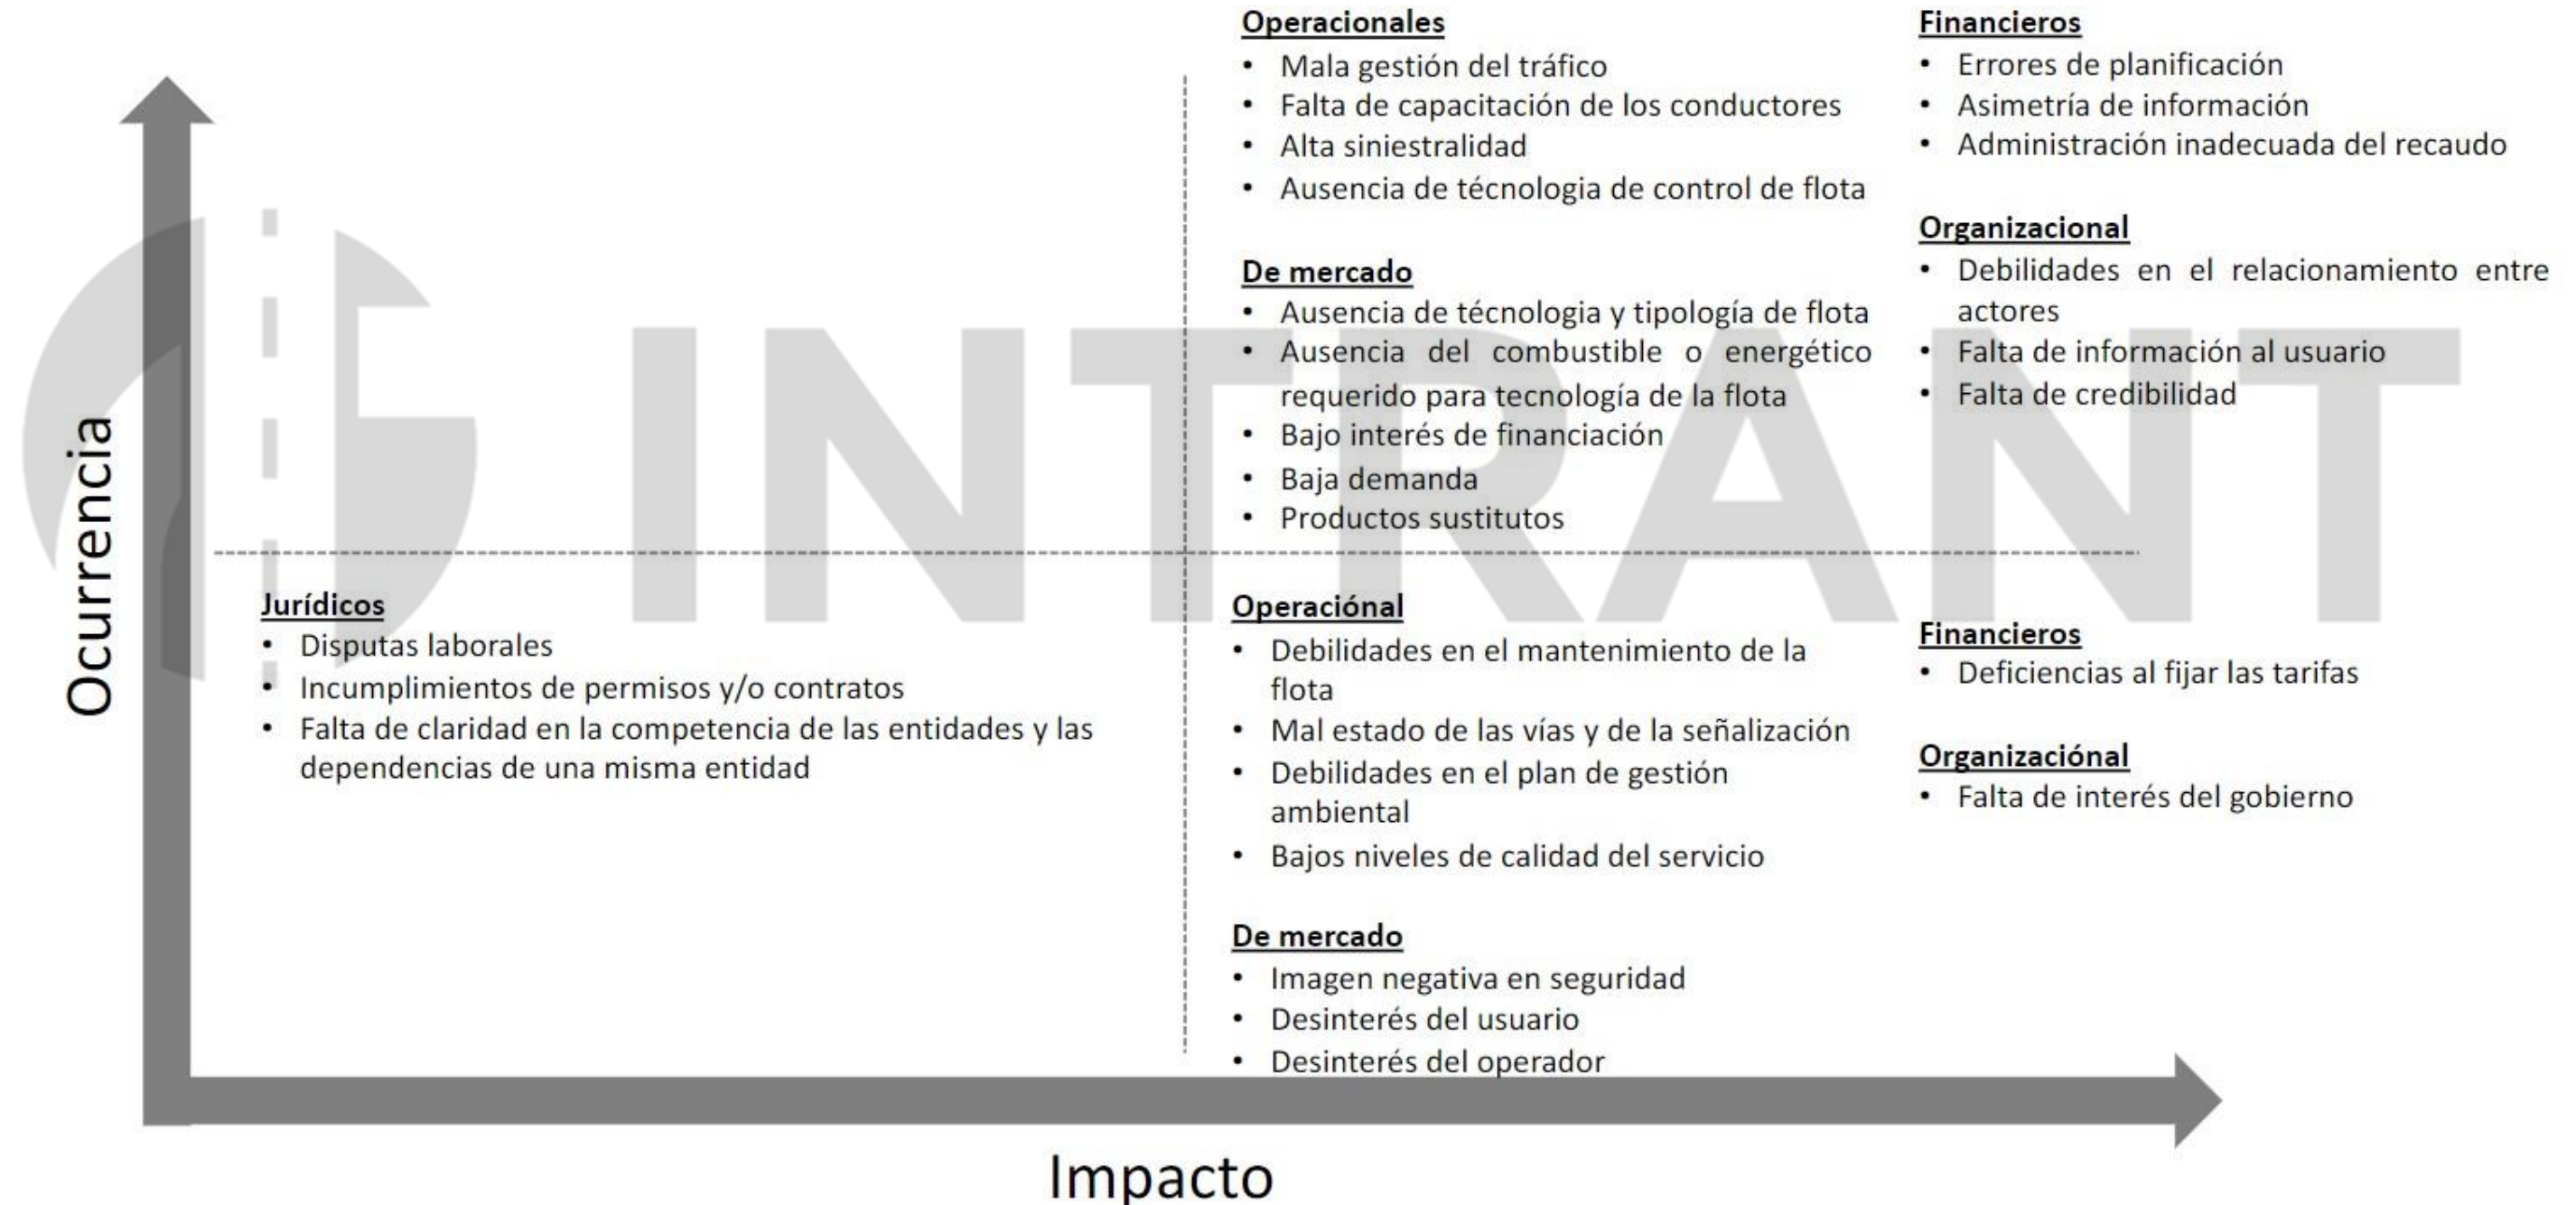 Operacionales
• Mala gestión del tráfico
• Falta de capacitación de los conductores
• Alta siniestralidad
• Ausencia de técnologia de control de flota
De mercado
• Ausencia de técnologia y tipología de flota
• Ausencia del combustible o energético
requerido para tecnología de la flota
• Bajo interés de financiación
• Baja demanda
• Productos sustitutos
Financieros
• Errores de planificación
• Asimetría de información
• Administración inadecuada del recaudo
Organizacional
• Debilidades en el relacionamiento entre
actores
• Falta de información al usuario
• Falta de credibilidad
INTRANT
Ocurrencia
Jurídicos
• Disputas laborales
• Incumplimientos de permisos y/o contratos
• Falta de claridad en la competencia de las entidades y las
dependencias de una misma entidad
Operaciónal
• Debilidades en el mantenimiento de la
flota
• Mal estado de las vías y de la señalización
• Debilidades en el plan de gestión
ambiental
• Bajos niveles de calidad del servicio
De mercado
• Imagen negativa en seguridad
• Desinterés del usuario
• Desinterés del operador
Financieros
• Deficiencias al fijar las tarifas
Organizaciónal
• Falta de interés del gobierno
Impacto